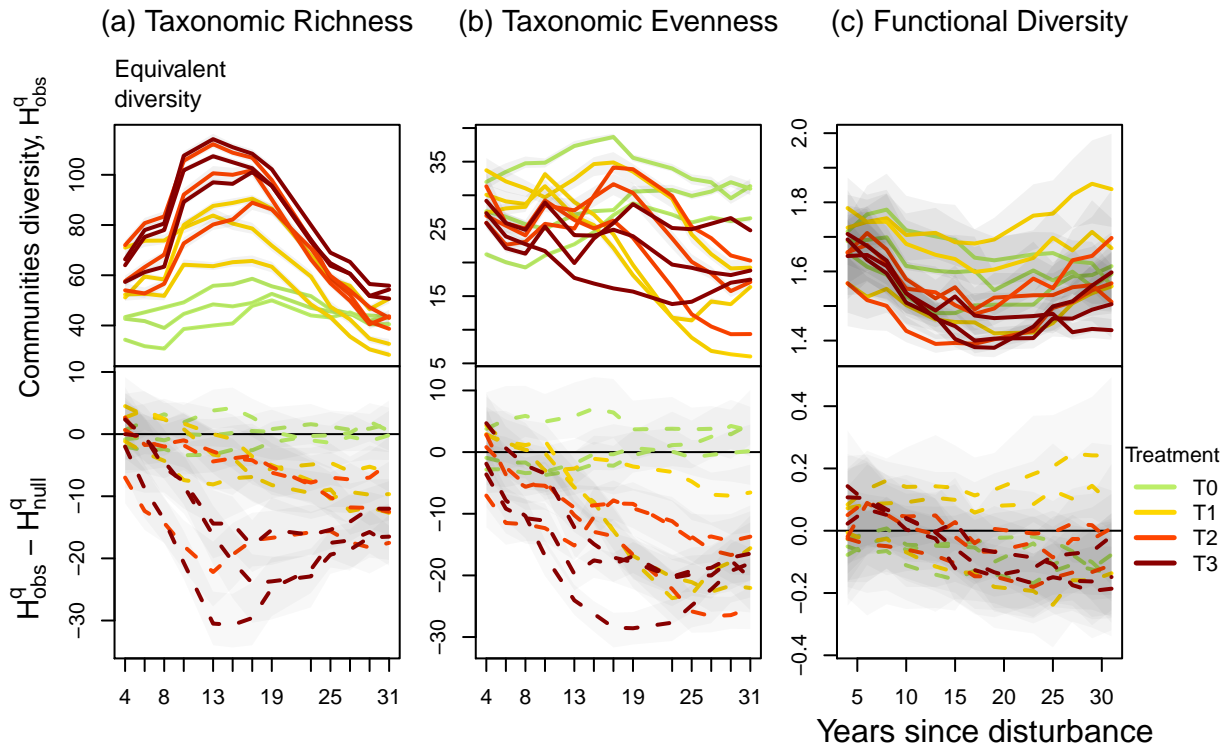 (a) Taxonomic Richness
(b) Taxonomic Evenness
(c) Functional Diversity
Equivalent
diversity
Communities diversity, H^q_obs
40 60 80 100
5 15 25 35
1.4 1.6 1.8 2.0
H^q_obs − H^q_null
−30 −20 −10 0 10
−30 −20 −10 0 10
−0.4 −0.2 0.0 0.2 0.4
Treatment
T0
T1
T2
T3
4 8 13 19 25 31
4 8 13 19 25 31
5 10 15 20 25 30
Years since disturbance